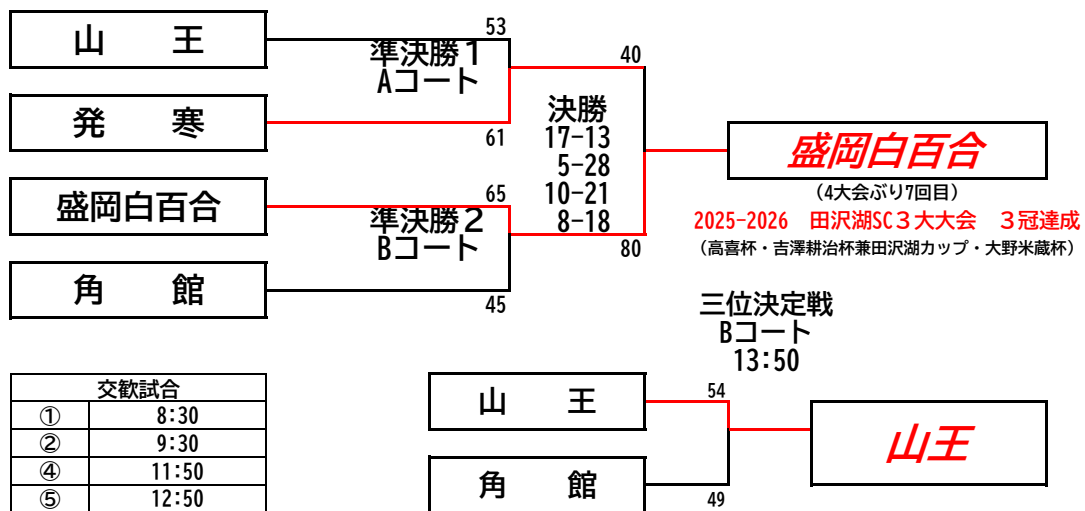 山　王
53
準決勝１
Aコート
40
発　寒
61
決勝
17-13
5-28
10-21
8-18
盛岡白百合
(4大会ぶり7回目)
2025-2026　田沢湖SC３大大会　３冠達成
(高喜杯・吉澤耕治杯兼田沢湖カップ・大野米蔵杯)
盛岡白百合
65
準決勝２
Bコート
80
角　館
45
三位決定戦
Bコート
13:50
交歓試合
① 8:30
② 9:30
④ 11:50
⑤ 12:50
山　王
54
山王
角　館
49